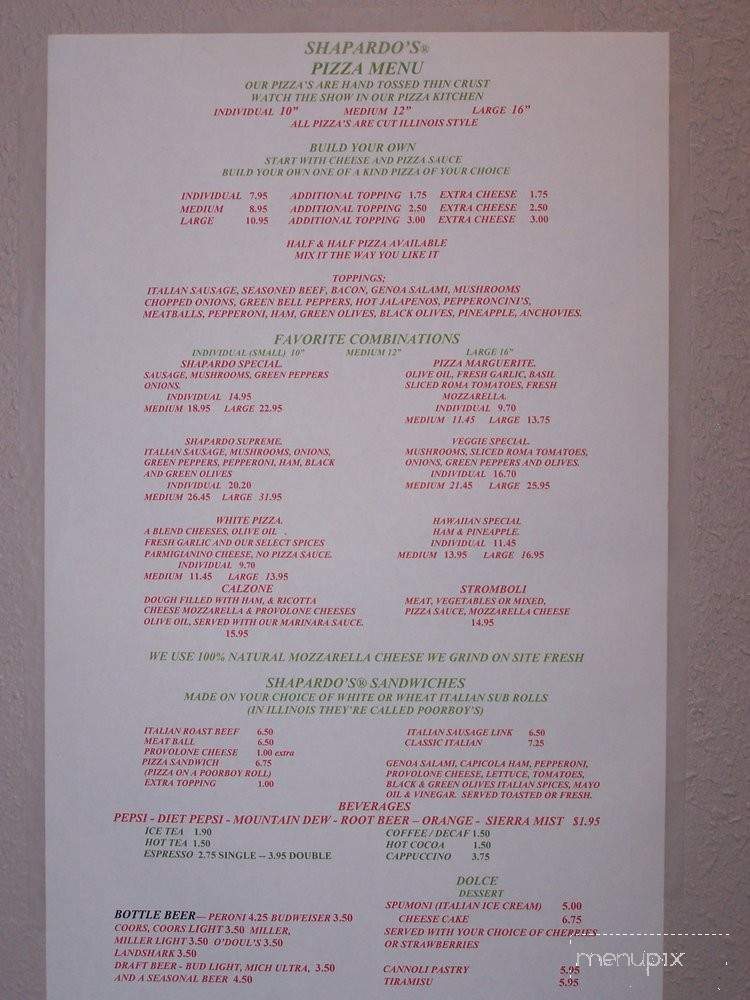 SHAPARDO'S®
PIZZA MENU
OUR PIZZA'S ARE HAND TOSSED THIN CRUST
WATCH THE SHOW IN OUR PIZZA KITCHEN
INDIVIDUAL 10" MEDIUM 12" LARGE 16"
ALL PIZZA'S ARE CUT ILLINOIS STYLE
BUILD YOUR OWN
START WITH CHEESE AND PIZZA SAUCE
BUILD YOUR OWN ONE OF A KIND PIZZA OF YOUR CHOICE
INDIVIDUAL 7.95 ADDITIONAL TOPPING 1.75 EXTRA CHEESE 1.75
MEDIUM 8.95 ADDITIONAL TOPPING 2.50 EXTRA CHEESE 2.50
LARGE 10.95 ADDITIONAL TOPPING 3.00 EXTRA CHEESE 3.00
HALF & HALF PIZZA AVAILABLE
MIX IT THE WAY YOU LIKE IT
TOPPINGS;
ITALIAN SAUSAGE, SEASONED BEEF, BACON, GENOA SALAMI, MUSHROOMS
CHOPPED ONIONS, GREEN BELL PEPPERS, HOT JALAPENOS, PEPPERONCINI'S,
MEATBALLS, PEPPERONI, HAM, GREEN OLIVES, BLACK OLIVES, PINEAPPLE, ANCHOVIES.
FAVORITE COMBINATIONS
INDIVIDUAL (SMALL) 10" MEDIUM 12" LARGE 16"
SHAPARDO SPECIAL.
SAUSAGE, MUSHROOMS, GREEN PEPPERS
ONIONS.
INDIVIDUAL 14.95
MEDIUM 18.95 LARGE 22.95
PIZZA MARGUERITE.
OLIVE OIL, FRESH GARLIC, BASIL
SLICED ROMA TOMATOES, FRESH
MOZZARELLA.
INDIVIDUAL 9.70
MEDIUM 11.45 LARGE 13.75
SHAPARDO SUPREME.
ITALIAN SAUSAGE, MUSHROOMS, ONIONS,
GREEN PEPPERS, PEPPERONI, HAM, BLACK
AND GREEN OLIVES
INDIVIDUAL 20.20
MEDIUM 26.45 LARGE 31.95
VEGGIE SPECIAL.
MUSHROOMS, SLICED ROMA TOMATOES,
ONIONS, GREEN PEPPERS AND OLIVES.
INDIVIDUAL 16.70
MEDIUM 21.45 LARGE 25.95
WHITE PIZZA.
A BLEND CHEESES, OLIVE OIL .
FRESH GARLIC AND OUR SELECT SPICES
PARMIGIANINO CHEESE, NO PIZZA SAUCE.
INDIVIDUAL 9.70
MEDIUM 11.45 LARGE 13.95
HAWAIIAN SPECIAL
HAM & PINEAPPLE.
INDIVIDUAL 11.45
MEDIUM 13.95 LARGE 16.95
CALZONE
DOUGH FILLED WITH HAM, & RICOTTA
CHEESE MOZZARELLA & PROVOLONE CHEESES
OLIVE OIL, SERVED WITH OUR MARINARA SAUCE.
15.95
STROMBOLI
MEAT, VEGETABLES OR MIXED,
PIZZA SAUCE, MOZZARELLA CHEESE
14.95
WE USE 100% NATURAL MOZZARELLA CHEESE WE GRIND ON SITE FRESH
SHAPARDO'S® SANDWICHES
MADE ON YOUR CHOICE OF WHITE OR WHEAT ITALIAN SUB ROLLS
(IN ILLINOIS THEY'RE CALLED POORBOY'S)
ITALIAN ROAST BEEF 6.50
MEAT BALL 6.50
PROVOLONE CHEESE 1.00 extra
PIZZA SANDWICH 6.75
(PIZZA ON A POORBOY ROLL)
EXTRA TOPPING 1.00
ITALIAN SAUSAGE LINK 6.50
CLASSIC ITALIAN 7.25
GENOA SALAMI, CAPICOLA HAM, PEPPERONI,
PROVOLONE CHEESE, LETTUCE, TOMATOES,
BLACK & GREEN OLIVES ITALIAN SPICES, MAYO
OIL & VINEGAR. SERVED TOASTED OR FRESH.
BEVERAGES
PEPSI - DIET PEPSI - MOUNTAIN DEW - ROOT BEER – ORANGE - SIERRA MIST $1.95
ICE TEA 1.90
HOT TEA 1.50
ESPRESSO 2.75 SINGLE -- 3.95 DOUBLE
COFFEE / DECAF 1.50
HOT COCOA 1.50
CAPPUCCINO 3.75
BOTTLE BEER— PERONI 4.25 BUDWEISER 3.50
COORS, COORS LIGHT 3.50 MILLER,
MILLER LIGHT 3.50 O'DOUL'S 3.50
LANDSHARK 3.50
DRAFT BEER - BUD LIGHT, MICH ULTRA, 3.50
AND A SEASONAL BEER 4.50
DOLCE
DESSERT
SPUMONI (ITALIAN ICE CREAM) 5.00
CHEESE CAKE 6.75
SERVED WITH YOUR CHOICE OF CHERRIES
OR STRAWBERRIES
CANNOLI PASTRY 5.95
TIRAMISU 5.95
menupix